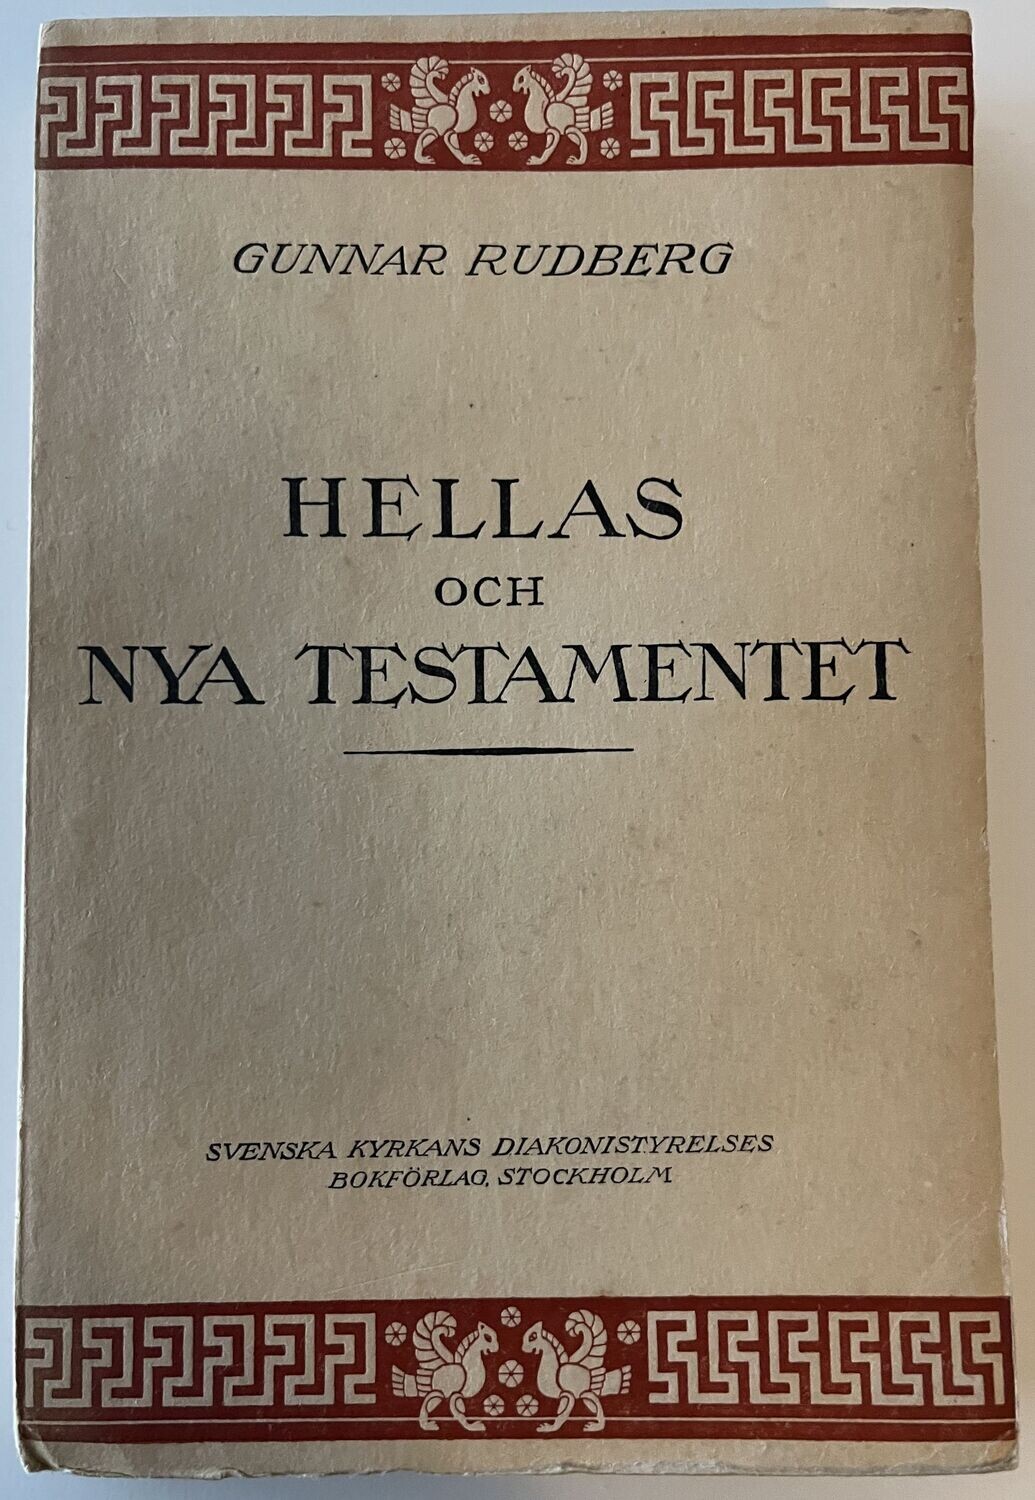 GUNNAR RUDBERG
HELLAS
OCH
NYA TESTAMENTET
SVENSKA KYRKANS DIAKONISTYRELSES
BOKFÖRLAG, STOCKHOLM